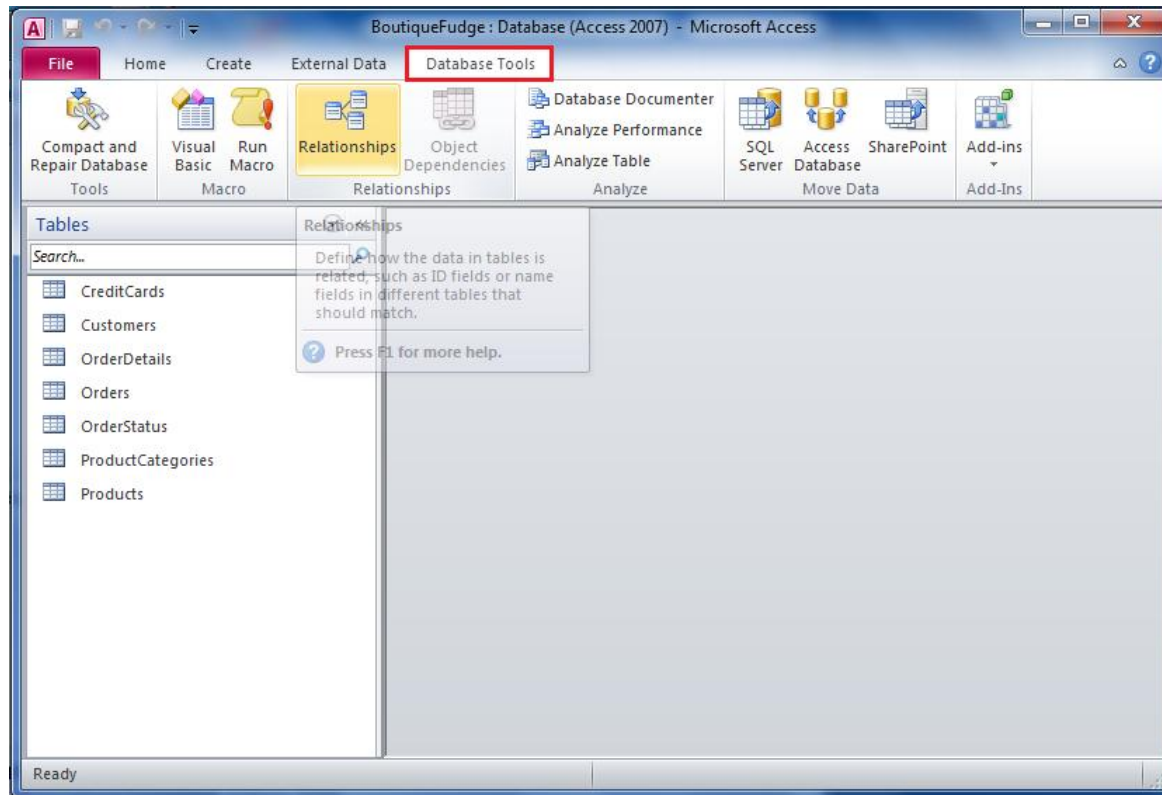 BoutiqueFudge : Database (Access 2007) - Microsoft Access
File Home Create External Data Database Tools
Compact and
Repair Database
Tools
Visual
Basic
Run
Macro
Macro
Relationships
Object
Dependencies
Relationships
Database Documenter
Analyze Performance
Analyze Table
Analyze
SQL
Server
Access
Database
SharePoint
Move Data
Add-ins
Add-Ins
Tables
Search...
CreditCards
Customers
OrderDetails
Orders
OrderStatus
ProductCategories
Products
Relationships
Define how the data in tables is
related, such as ID fields or name
fields in different tables that
should match.
Press F1 for more help.
Ready